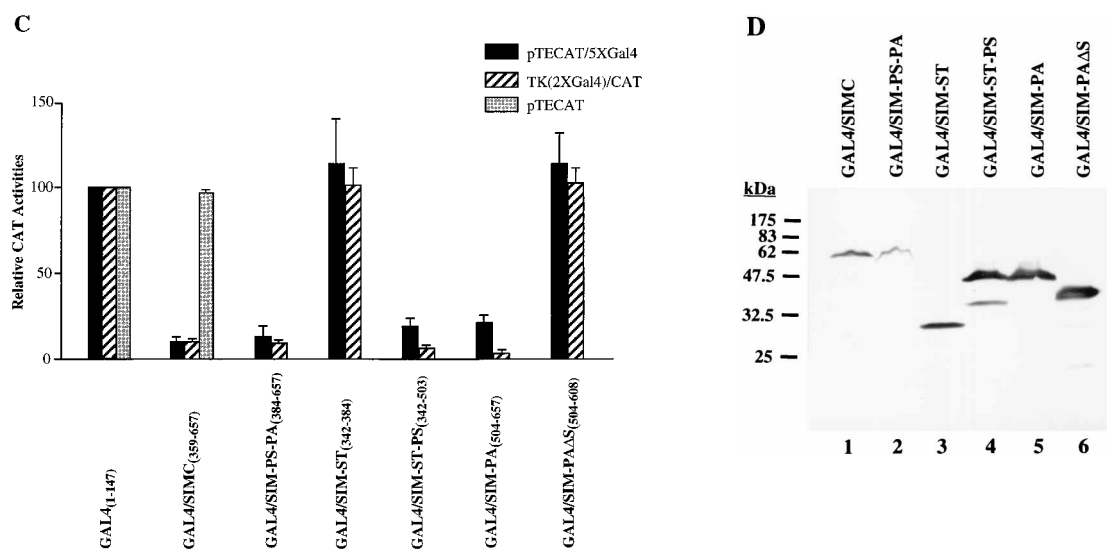 C
pTECAT/5XGal4
TK(2XGal4)/CAT
pTECAT
Relative CAT Activities
150
100
50
0
GAL4(1-147)
GAL4/SIMC(359-657)
GAL4/SIM-PS-PA(384-657)
GAL4/SIM-ST(342-384)
GAL4/SIM-ST-PS(342-503)
GAL4/SIM-PA(504-657)
GAL4/SIM-PAΔS(504-608)
D
GAL4/SIMC
GAL4/SIM-PS-PA
GAL4/SIM-ST
GAL4/SIM-ST-PS
GAL4/SIM-PA
GAL4/SIM-PAΔS
kDa
175
83
62
47.5
32.5
25
1 2 3 4 5 6